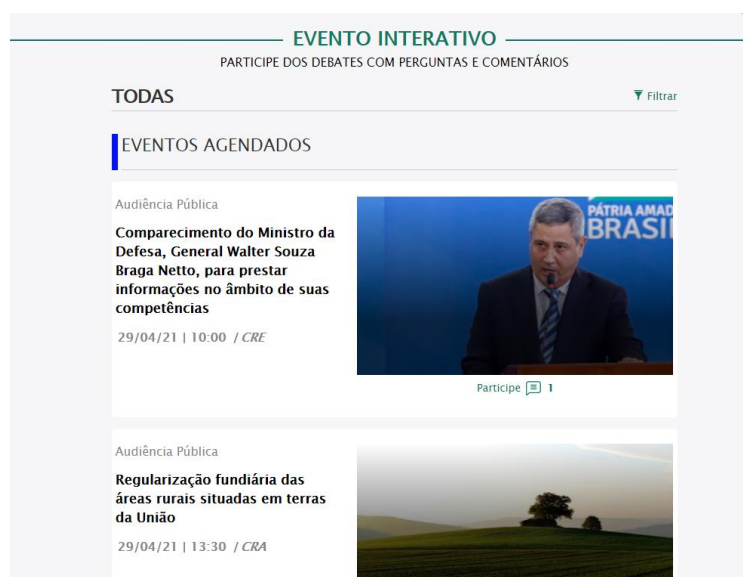 EVENTO INTERATIVO
PARTICIPE DOS DEBATES COM PERGUNTAS E COMENTÁRIOS
TODAS
Filtrar
EVENTOS AGENDADOS
Audiência Pública
Comparecimento do Ministro da
Defesa, General Walter Souza
Braga Netto, para prestar
informações no âmbito de suas
competências
29/04/21 | 10:00 / CRE
PÁTRIA AMAD
BRASI
Participe 1
Audiência Pública
Regularização fundiária das
áreas rurais situadas em terras
da União
29/04/21 | 13:30 / CRA